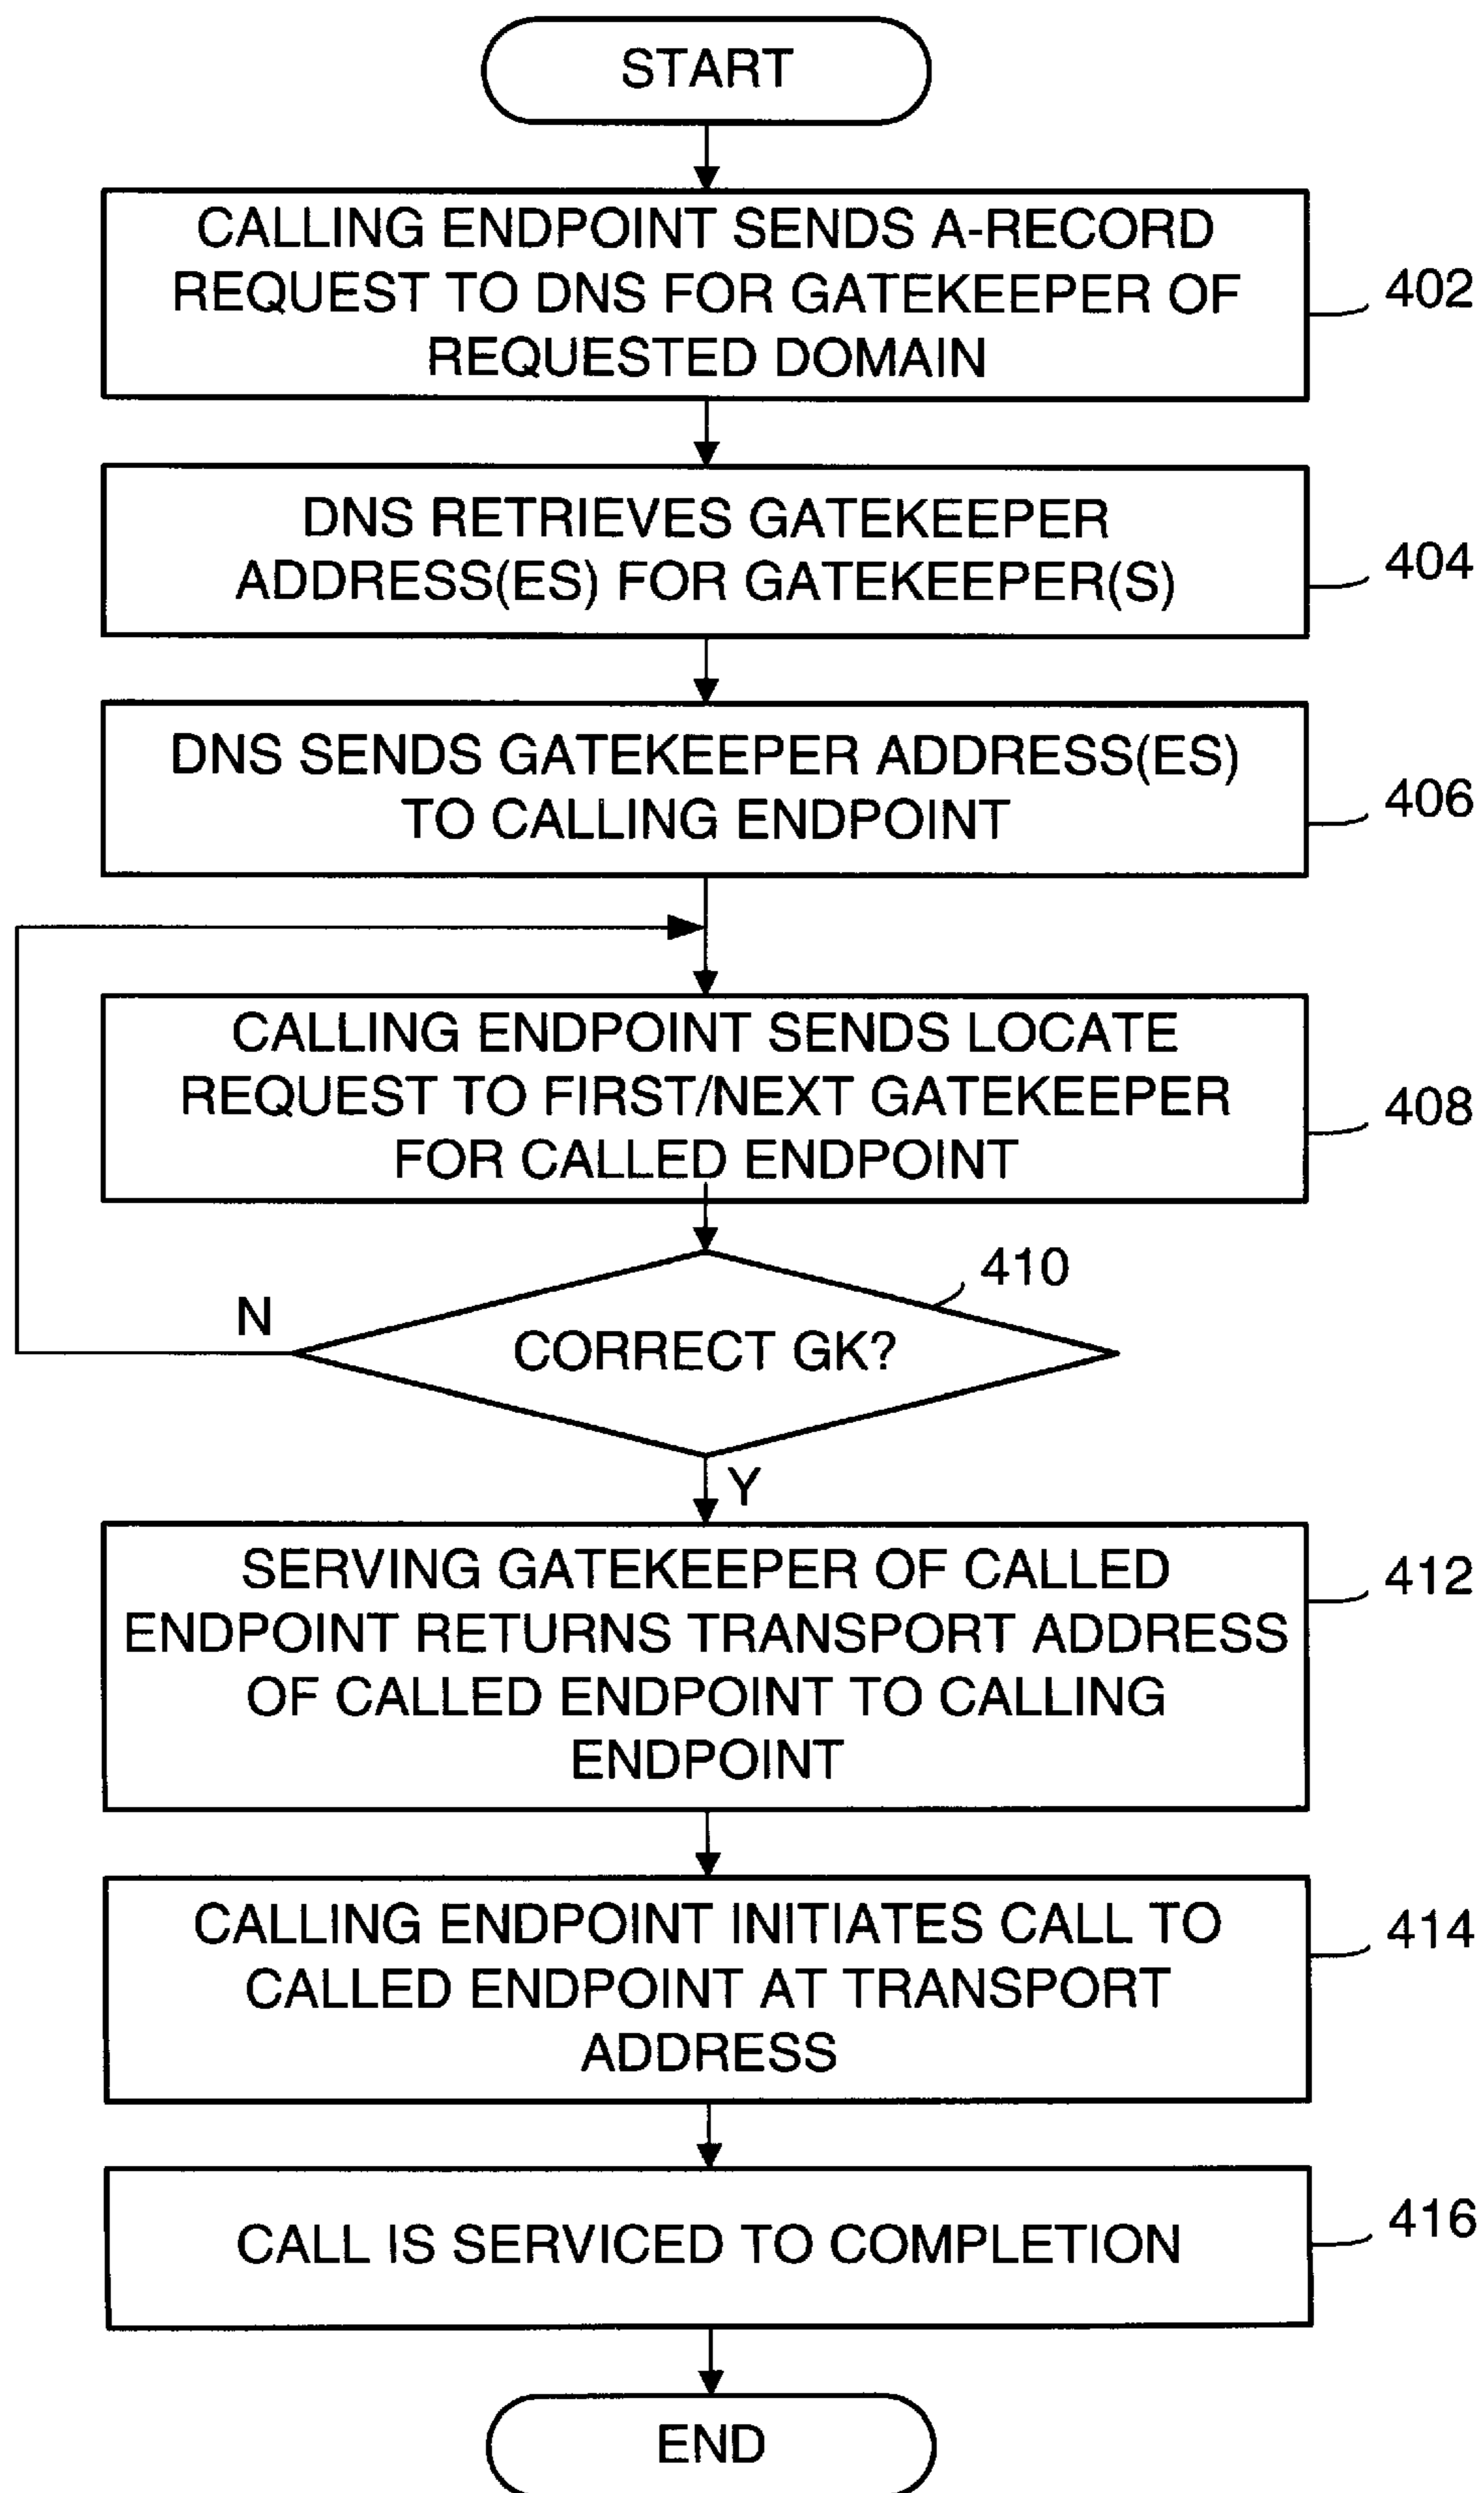 START
CALLING ENDPOINT SENDS A-RECORD
REQUEST TO DNS FOR GATEKEEPER OF
REQUESTED DOMAIN
402
DNS RETRIEVES GATEKEEPER
ADDRESS(ES) FOR GATEKEEPER(S)
404
DNS SENDS GATEKEEPER ADDRESS(ES)
TO CALLING ENDPOINT
406
CALLING ENDPOINT SENDS LOCATE
REQUEST TO FIRST/NEXT GATEKEEPER
FOR CALLED ENDPOINT
408
410
N
CORRECT GK?
Y
SERVING GATEKEEPER OF CALLED
ENDPOINT RETURNS TRANSPORT ADDRESS
OF CALLED ENDPOINT TO CALLING
ENDPOINT
412
CALLING ENDPOINT INITIATES CALL TO
CALLED ENDPOINT AT TRANSPORT
ADDRESS
414
CALL IS SERVICED TO COMPLETION
416
END